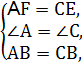 AF = CE,
∠A = ∠C,
AB = CB,